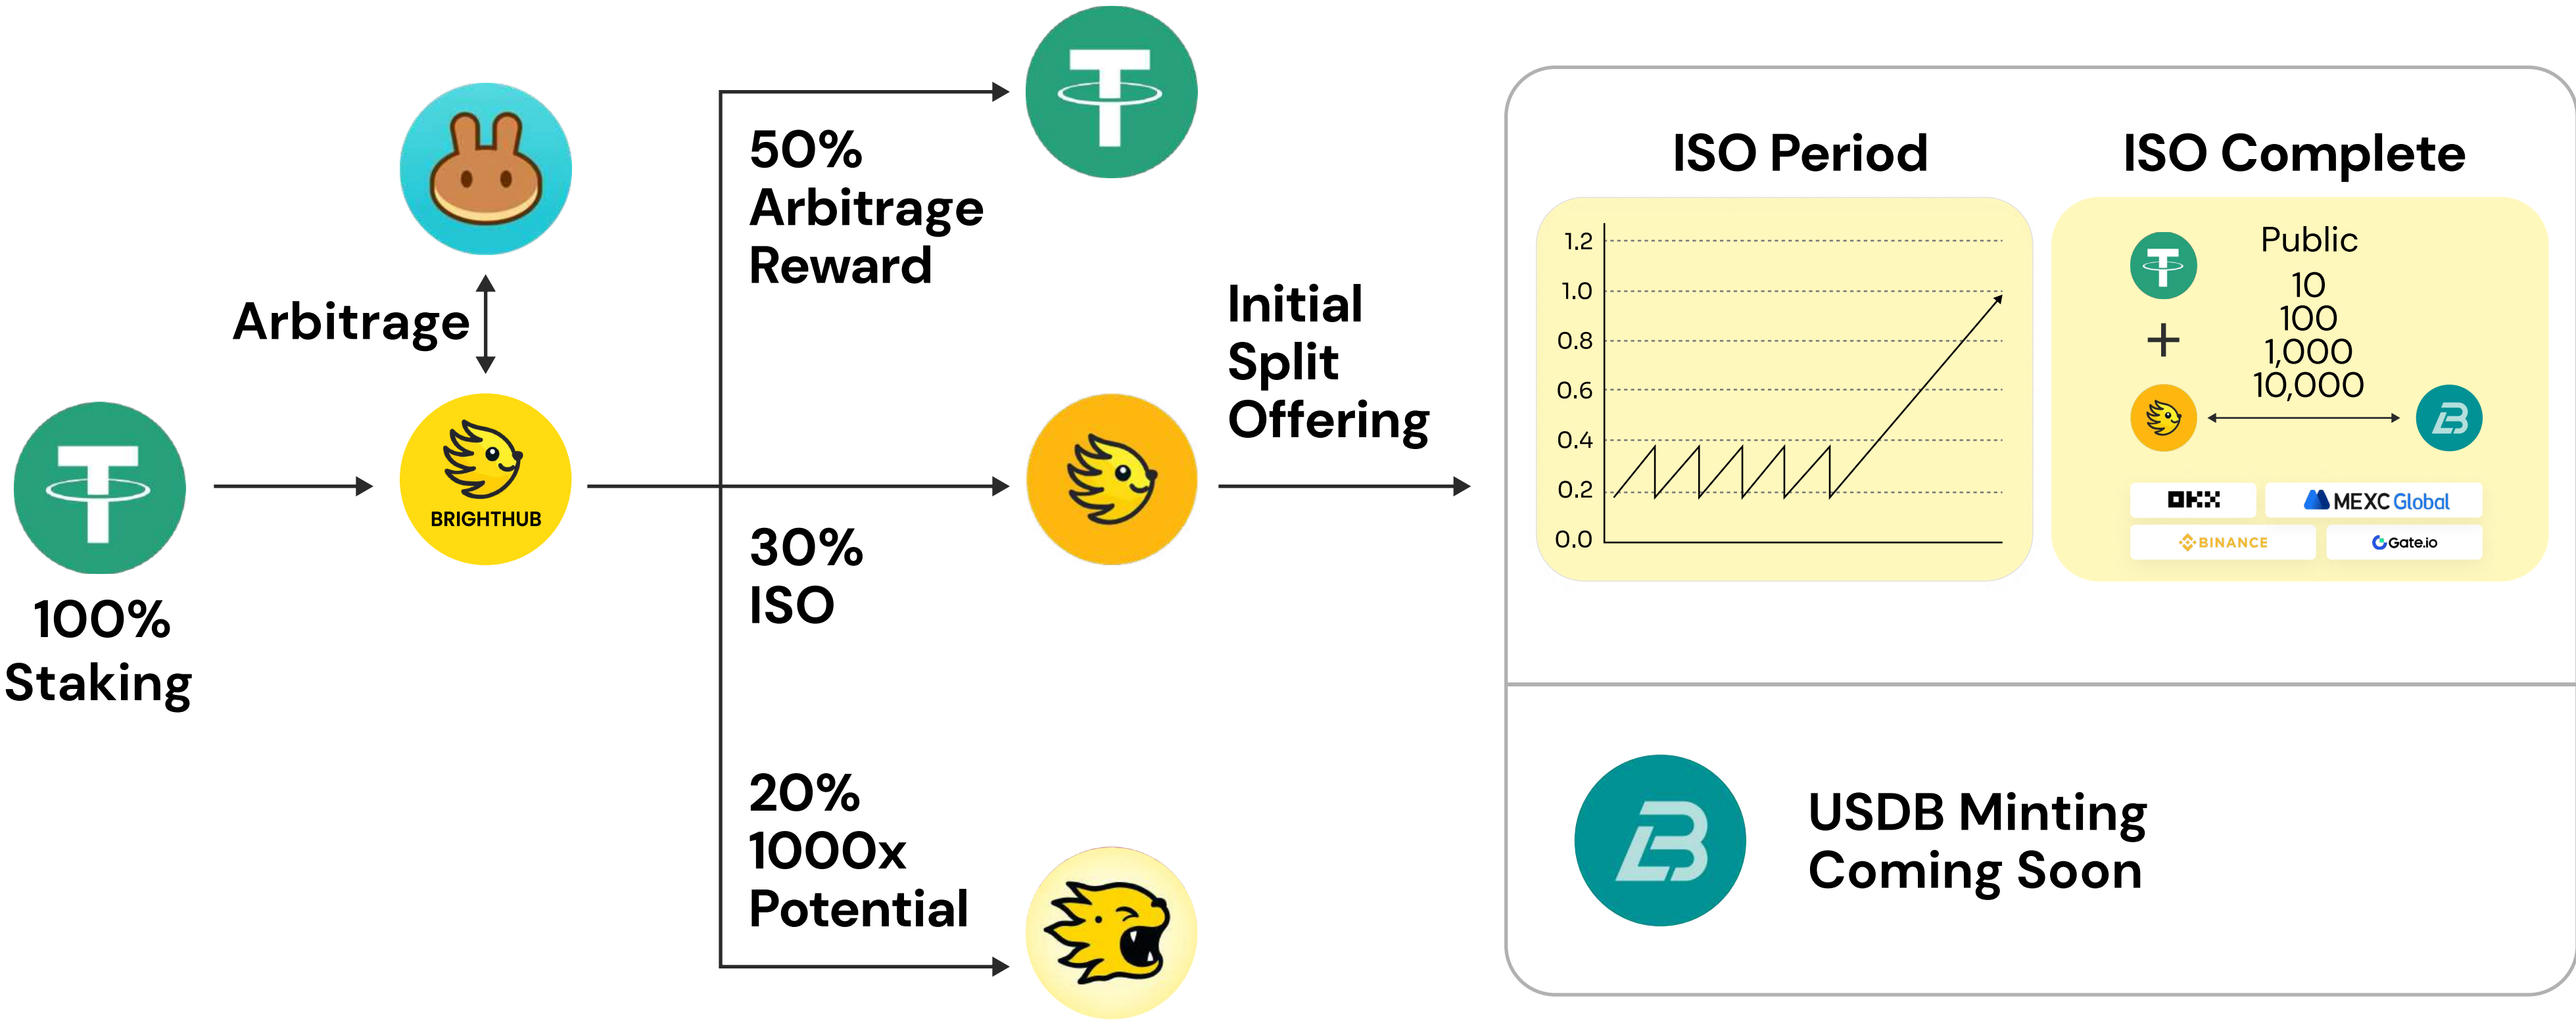 100%
Staking
Arbitrage
BRIGHTHUB
50%
Arbitrage
Reward
30%
ISO
20%
1000x
Potential
Initial
Split
Offering
ISO Period
1.2
1.0
0.8
0.6
0.4
0.2
0.0
ISO Complete
Public
10
100
1,000
10,000
OKX
MEXC Global
BINANCE
Gate.io
USDB Minting
Coming Soon